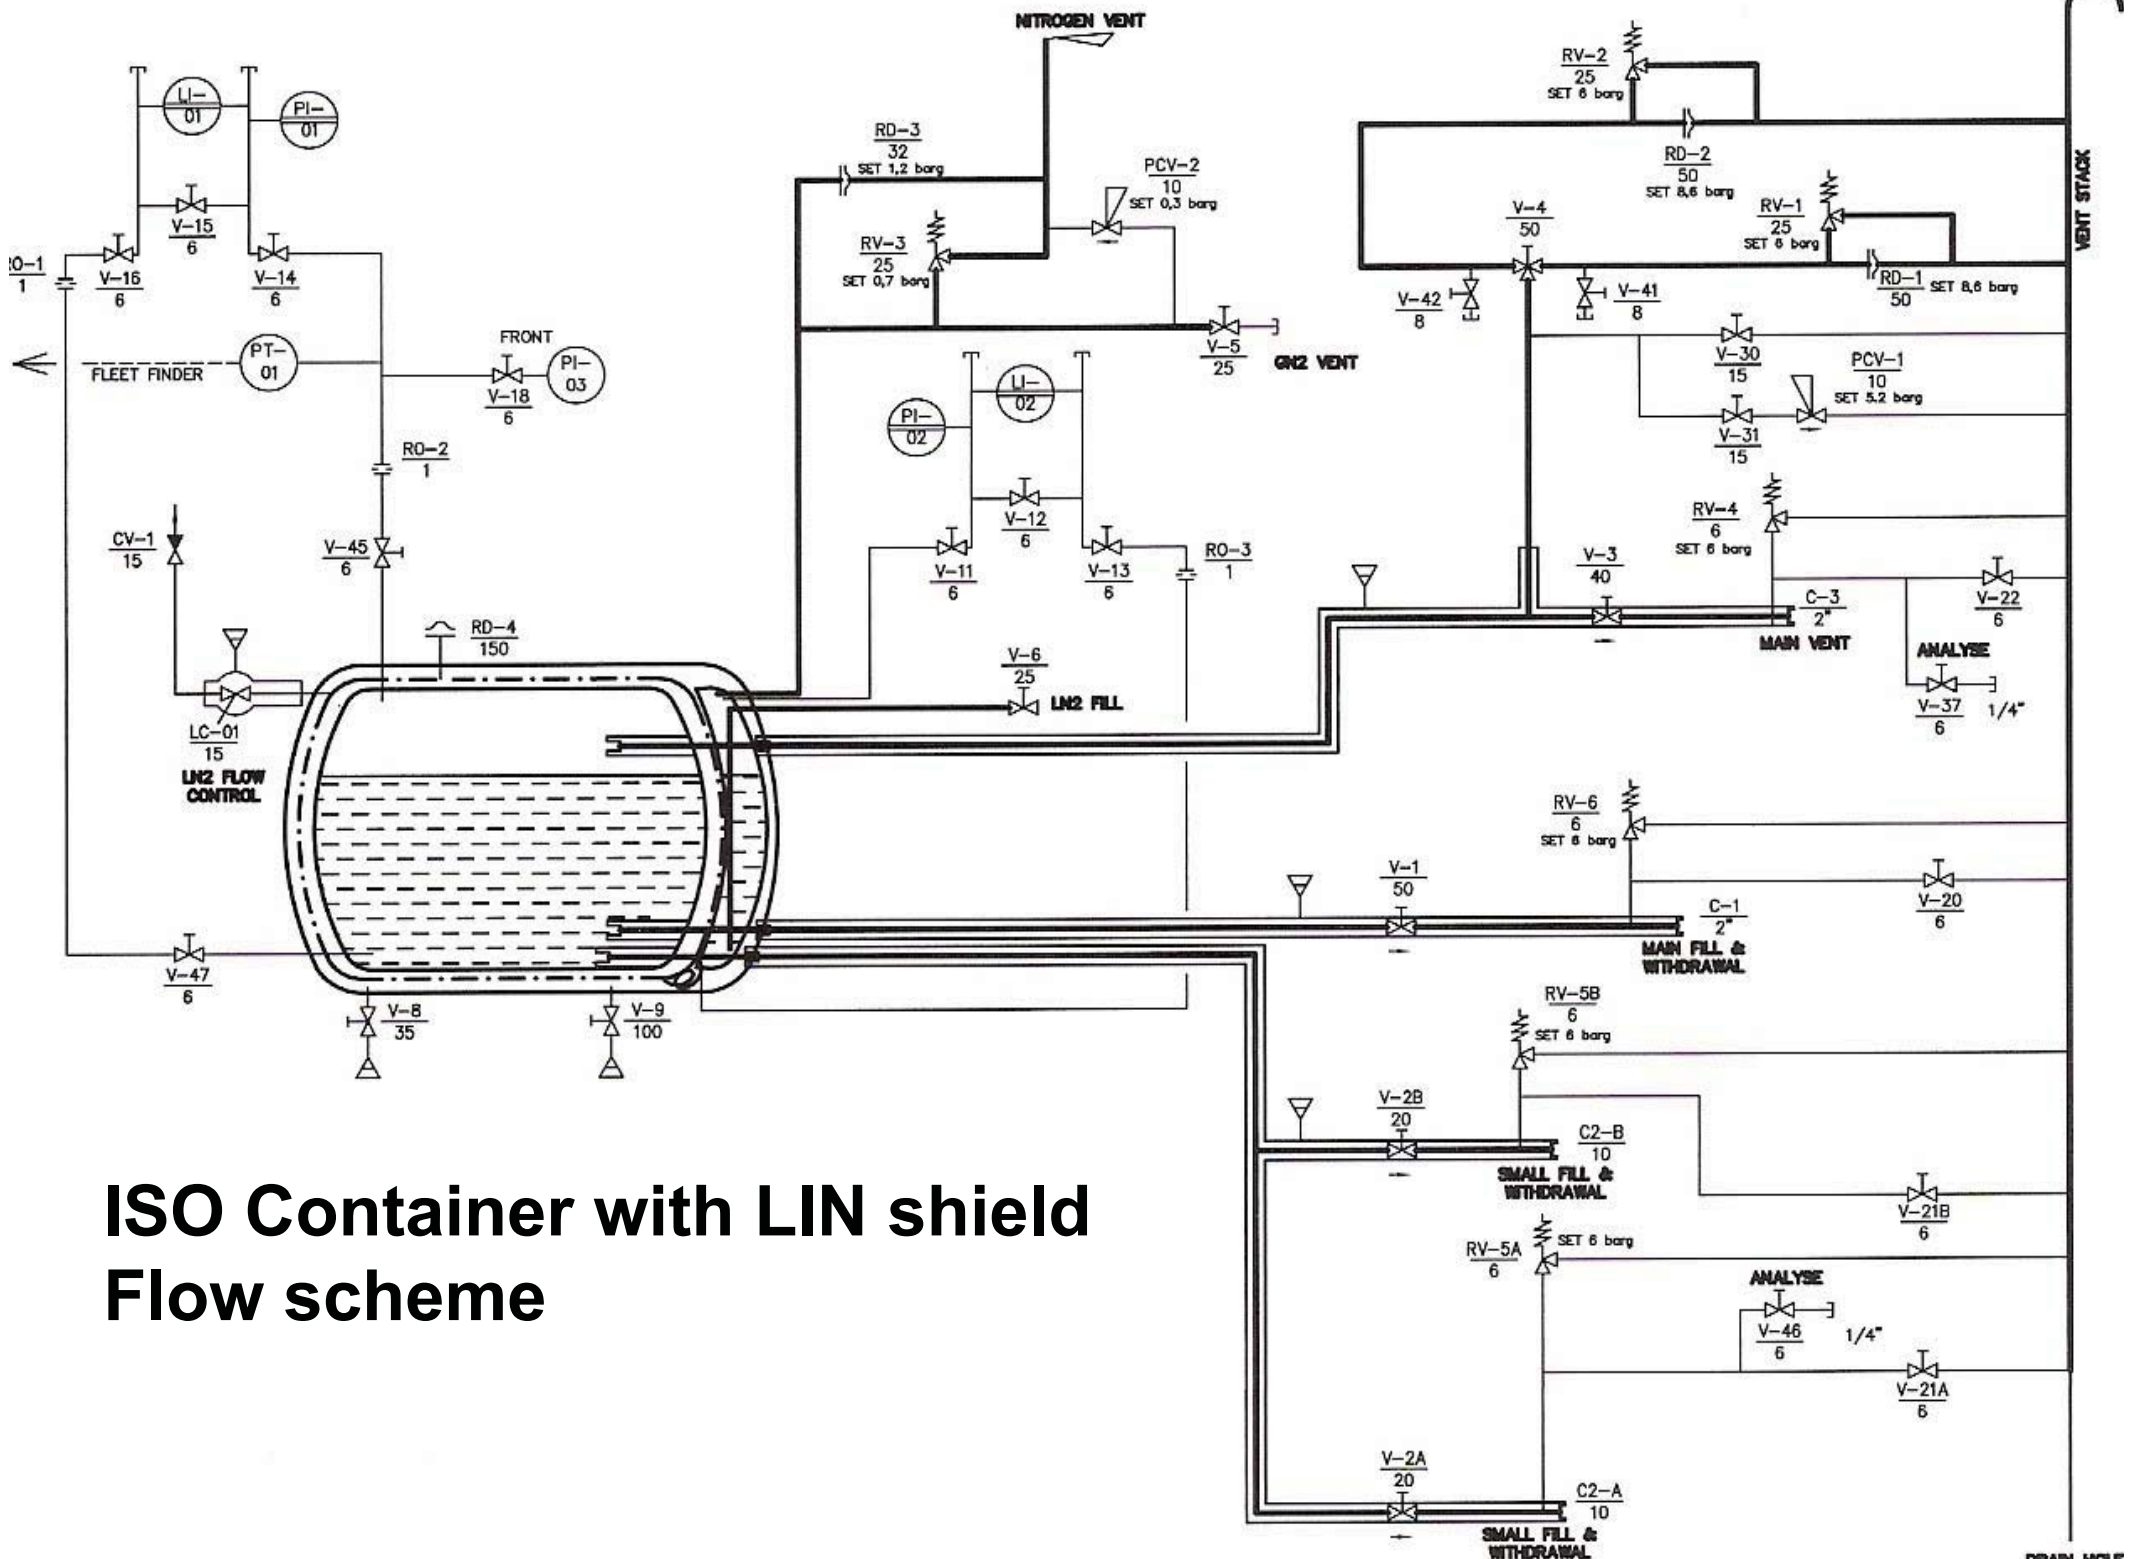 NITROGEN VENT
RV-2
25
SET 6 barg
LI-
01
PI-
01
RD-3
32
SET 1,2 barg
PCV-2
10
SET 0,3 barg
RD-2
50
SET 8,6 barg
VENT STACK
V-15
6
V-4
50
RV-1
25
SET 6 barg
RV-3
25
SET 0,7 barg
V-16
6
V-14
6
RD-1
50
SET 8,6 barg
V-42
8
V-41
8
FRONT
PT-
01
FLEET FINDER
V-18
6
PI-
03
V-5
25
GN2 VENT
V-30
15
PCV-1
10
SET 5.2 barg
LI-
02
PI-
02
V-31
15
RO-2
1
V-12
6
RV-4
6
SET 6 barg
CV-1
15
V-45
6
V-11
6
V-13
6
RO-3
1
V-3
40
V-22
6
C-3
2"
MAIN VENT
RD-4
150
V-6
25
LN2 FILL
ANALYSE
V-37
6
1/4"
LC-01
15
LN2 FLOW
CONTROL
RV-6
6
SET 6 barg
V-1
50
V-20
6
C-1
2"
MAIN FILL &
WITHDRAWAL
V-47
6
V-8
35
V-9
100
RV-5B
6
SET 6 barg
V-2B
20
C2-B
10
SMALL FILL &
WITHDRAWAL
V-21B
6
ISO Container with LIN shield
Flow scheme
RV-5A
6
SET 6 barg
ANALYSE
V-46
6
1/4"
V-21A
6
V-2A
20
C2-A
10
SMALL FILL &
WITHDRAWAL